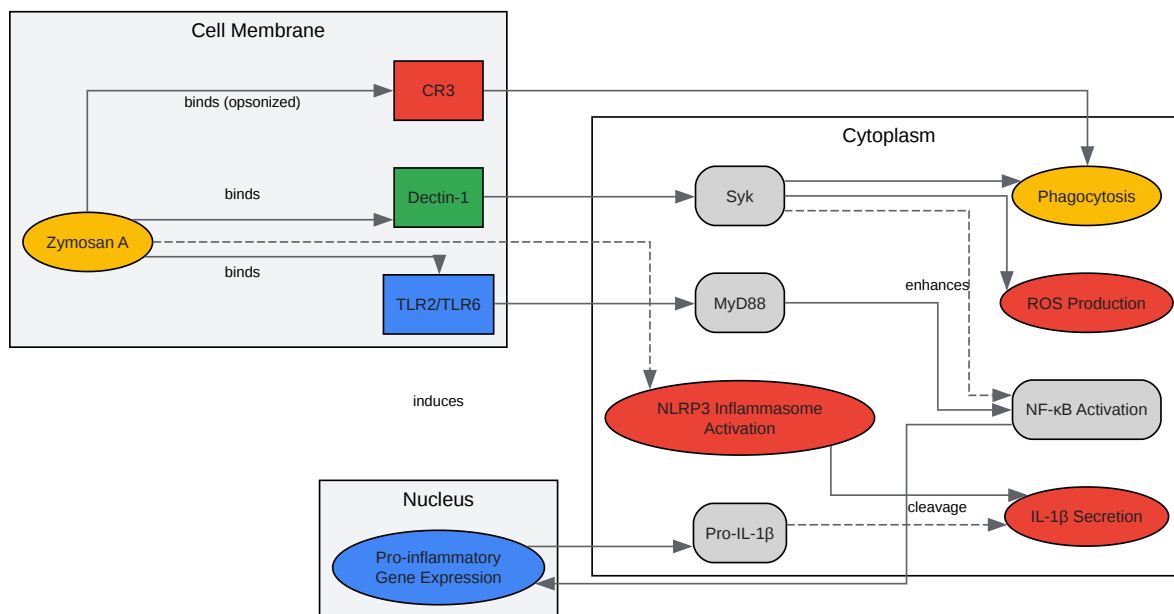 Cell Membrane
CR3
binds (opsonized)
Cytoplasm
Dectin-1
binds
Syk
Phagocytosis
Zymosan A
binds
TLR2/TLR6
MyD88
enhances
ROS Production
induces
NLRP3 Inflammasome
Activation
NF-κB Activation
Nucleus
cleavage
IL-1β Secretion
Pro-IL-1β
Pro-inflammatory
Gene Expression